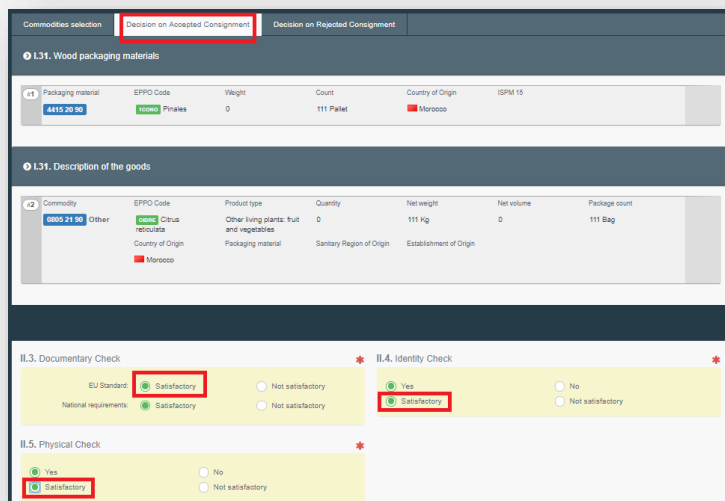 Commodities selection Decision on Accepted Consignment Decision on Rejected Consignment
I.31. Wood packaging materials
#1 Packaging material EPPO Code Weight Count Country of Origin ISPM 15
4415 20 90 1CONO Pinales 0 111 Pallet Morocco
I.31. Description of the goods
#2 Commodity EPPO Code Product type Quantity Net weight Net volume Package count
0805 21 90 Other CIDRE Citrus reticulata Other living plants: fruit and vegetables 0 111 Kg 0 111 Bag
Country of Origin Packaging material Sanitary Region of Origin Establishment of Origin
Morocco
II.3. Documentary Check * II.4. Identity Check *
EU Standard: Satisfactory Not satisfactory Yes No
National requirements: Satisfactory Not satisfactory Satisfactory Not satisfactory
II.5. Physical Check *
Yes No
Satisfactory Not satisfactory